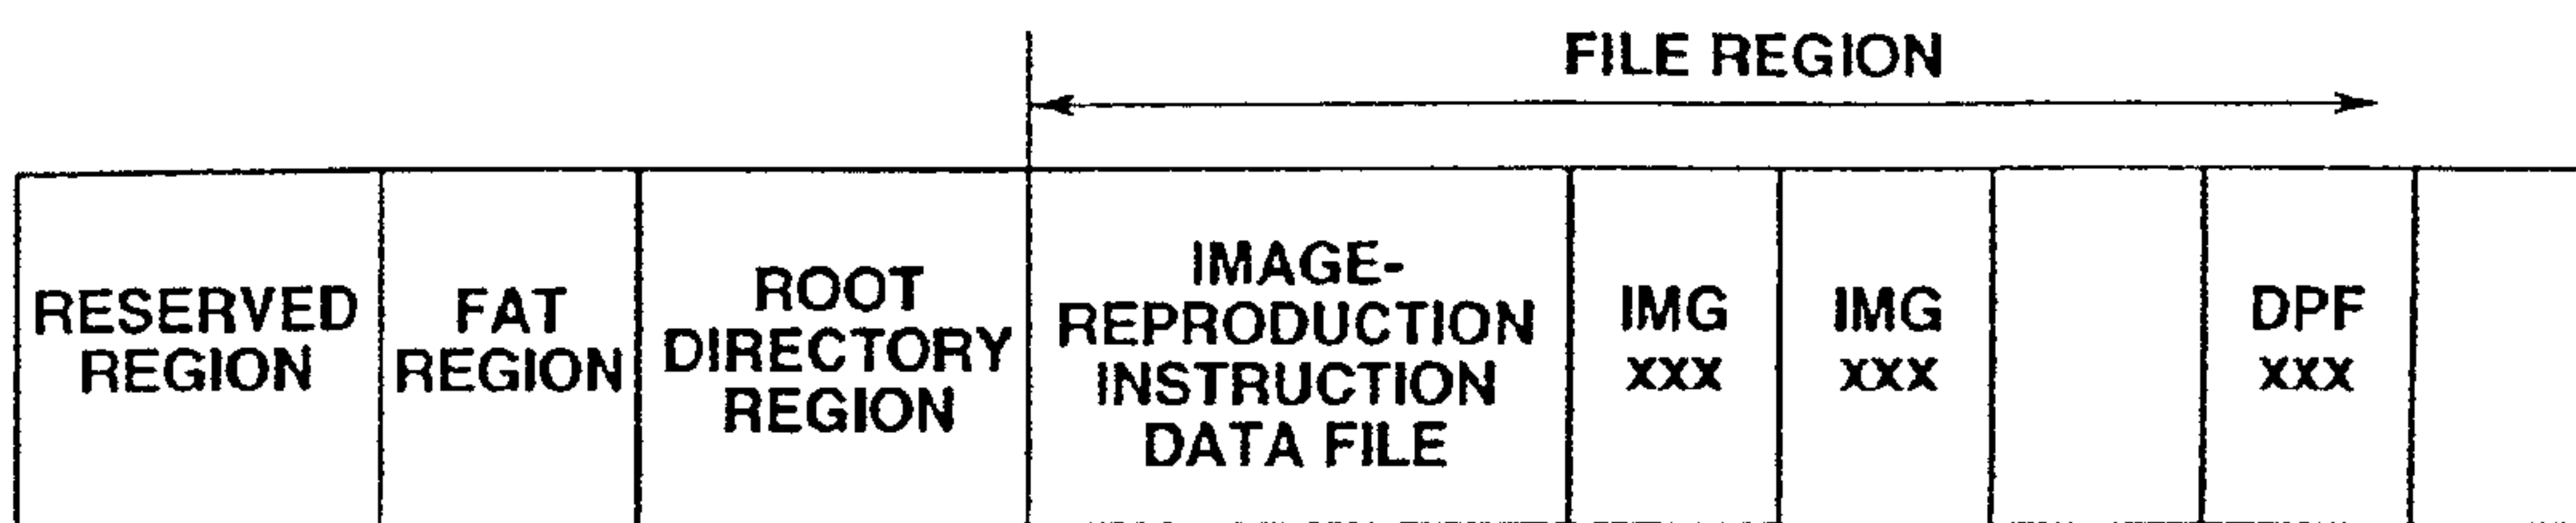 FILE REGION
RESERVED
REGION
FAT
REGION
ROOT
DIRECTORY
REGION
IMAGE-
REPRODUCTION
INSTRUCTION
DATA FILE
IMG
xxx
IMG
xxx
DPF
xxx